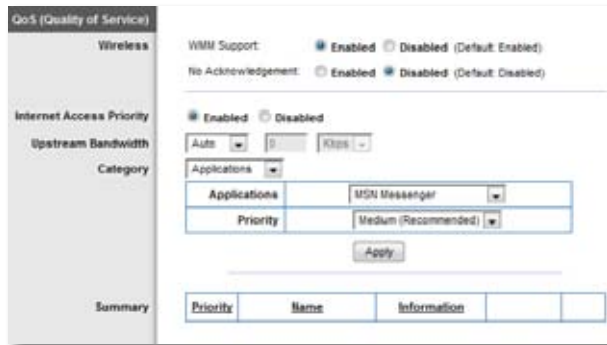 QoS (Quality of Service)
Wireless
WMM Support: Enabled Disabled (Default: Enabled)
No Acknowledgement: Enabled Disabled (Default: Disabled)
Internet Access Priority
Enabled Disabled
Upstream Bandwidth
Auto 0 Kbps
Category
Applications
Applications MSN Messenger
Priority Medium (Recommended)
Apply
Summary
Priority Name Information